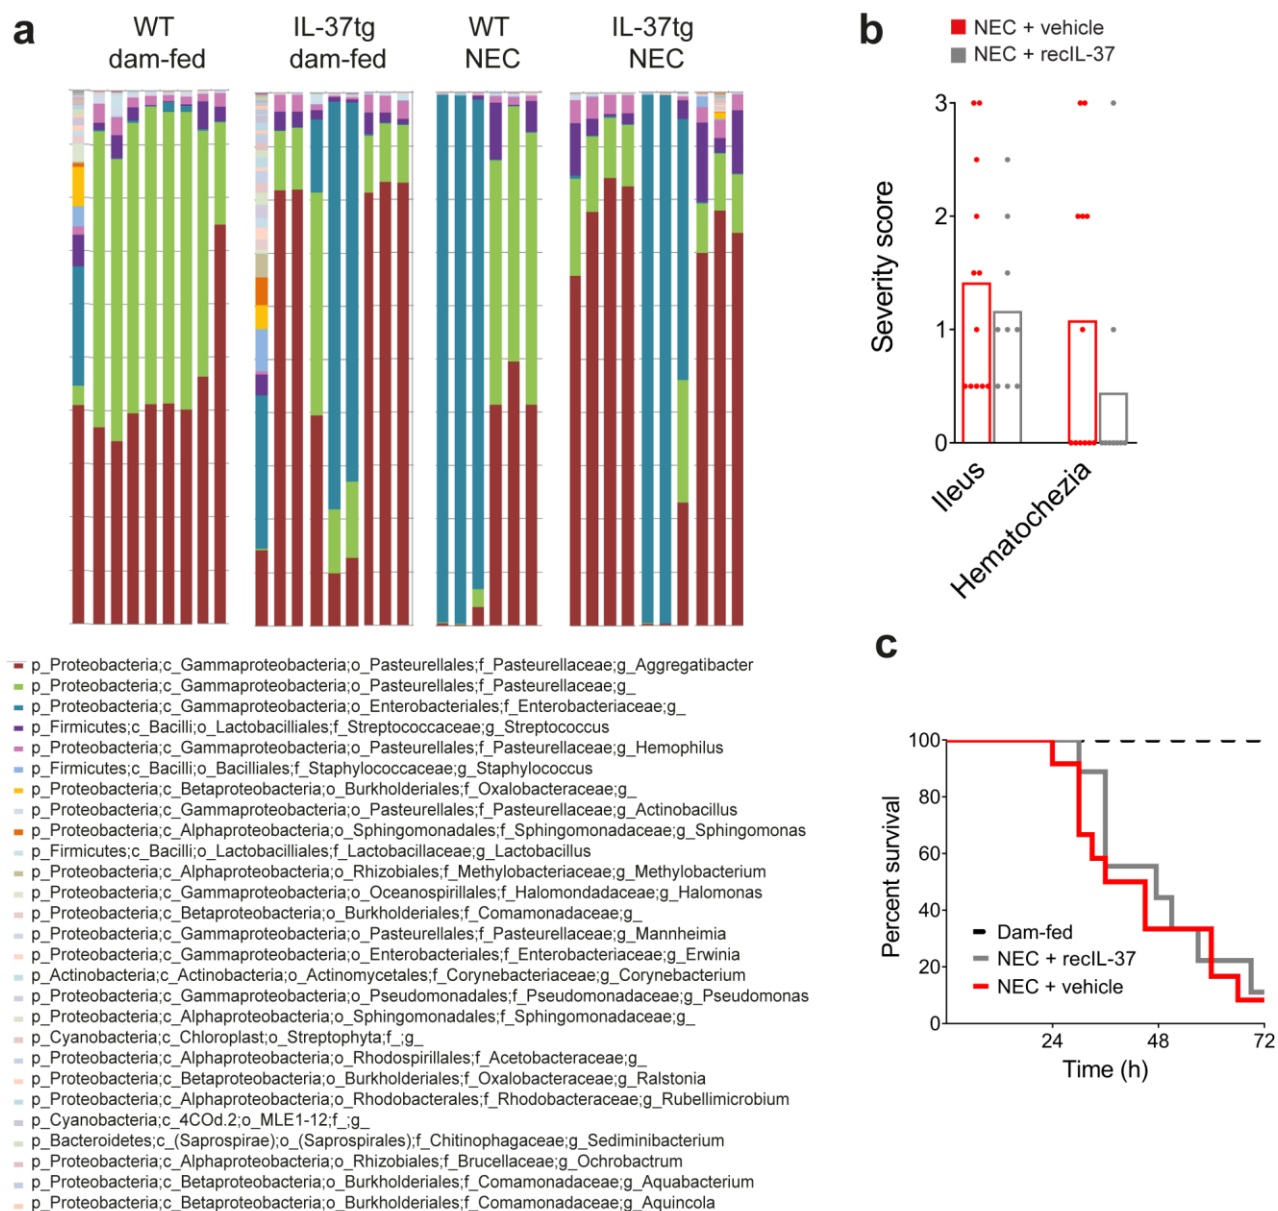 a
WT
dam-fed
IL-37tg
dam-fed
WT
NEC
IL-37tg
NEC
p_Proteobacteria;c_Gammaproteobacteria;o_Pasteurellales;f_Pasteurellaceae;g_Aggregatibacter
p_Proteobacteria;c_Gammaproteobacteria;o_Pasteurellales;f_Pasteurellaceae;g_
p_Proteobacteria;c_Gammaproteobacteria;o_Enterobacteriales;f_Enterobacteriaceae;g_
p_Firmicutes;c_Bacilli;o_Lactobacilliales;f_Streptococcaceae;g_Streptococcus
p_Proteobacteria;c_Gammaproteobacteria;o_Pasteurellales;f_Pasteurellaceae;g_Hemophilus
p_Firmicutes;c_Bacilli;o_Bacilliales;f_Staphylococcaceae;g_Staphylococcus
p_Proteobacteria;c_Betaproteobacteria;o_Burkholderiales;f_Oxalobacteraceae;g_
p_Proteobacteria;c_Gammaproteobacteria;o_Pasteurellales;f_Pasteurellaceae;g_Actinobacillus
p_Proteobacteria;c_Alphaproteobacteria;o_Sphingomonadales;f_Sphingomonadaceae;g_Sphingomonas
p_Firmicutes;c_Bacilli;o_Lactobacilliales;f_Lactobacillaceae;g_Lactobacillus
p_Proteobacteria;c_Alphaproteobacteria;o_Rhizobiales;f_Methylobacteriaceae;g_Methylobacterium
p_Proteobacteria;c_Gammaproteobacteria;o_Oceanospirillales;f_Halomondadaceae;g_Halomonas
p_Proteobacteria;c_Betaproteobacteria;o_Burkholderiales;f_Comamonadaceae;g_
p_Proteobacteria;c_Gammaproteobacteria;o_Pasteurellales;f_Pasteurellaceae;g_Mannheimia
p_Proteobacteria;c_Gammaproteobacteria;o_Enterobacteriales;f_Enterobacteriaceae;g_Erwinia
p_Actinobacteria;c_Actinobacteria;o_Actinomycetales;f_Corynebacteriaceae;g_Corynebacterium
p_Proteobacteria;c_Gammaproteobacteria;o_Pseudomonadales;f_Pseudomonadaceae;g_Pseudomonas
p_Proteobacteria;c_Alphaproteobacteria;o_Sphingomonadales;f_Sphingomonadaceae;g_
p_Cyanobacteria;c_Chloroplast;o_Streptophyta;f_;g_
p_Proteobacteria;c_Alphaproteobacteria;o_Rhodospirillales;f_Acetobacteraceae;g_
p_Proteobacteria;c_Betaproteobacteria;o_Burkholderiales;f_Oxalobacteraceae;g_Ralstonia
p_Proteobacteria;c_Alphaproteobacteria;o_Rhodobacterales;f_Rhodobacteraceae;g_Rubellimicrobium
p_Cyanobacteria;c_4COd.2;o_MLE1-12;f_;g_
p_Bacteroidetes;c_(Saprospirae);o_(Saprospirales);f_Chitinophagaceae;g_Sediminibacterium
p_Proteobacteria;c_Alphaproteobacteria;o_Rhizobiales;f_Brucellaceae;g_Ochrobactrum
p_Proteobacteria;c_Betaproteobacteria;o_Burkholderiales;f_Comamonadaceae;g_Aquabacterium
p_Proteobacteria;c_Betaproteobacteria;o_Burkholderiales;f_Comamonadaceae;g_Aquincola
b
NEC + vehicle
NEC + recIL-37
Severity score
3
2
1
0
Ileus
Hematochezia
c
Percent survival
100
80
60
40
20
0
Dam-fed
NEC + recIL-37
NEC + vehicle
24
48
72
Time (h)